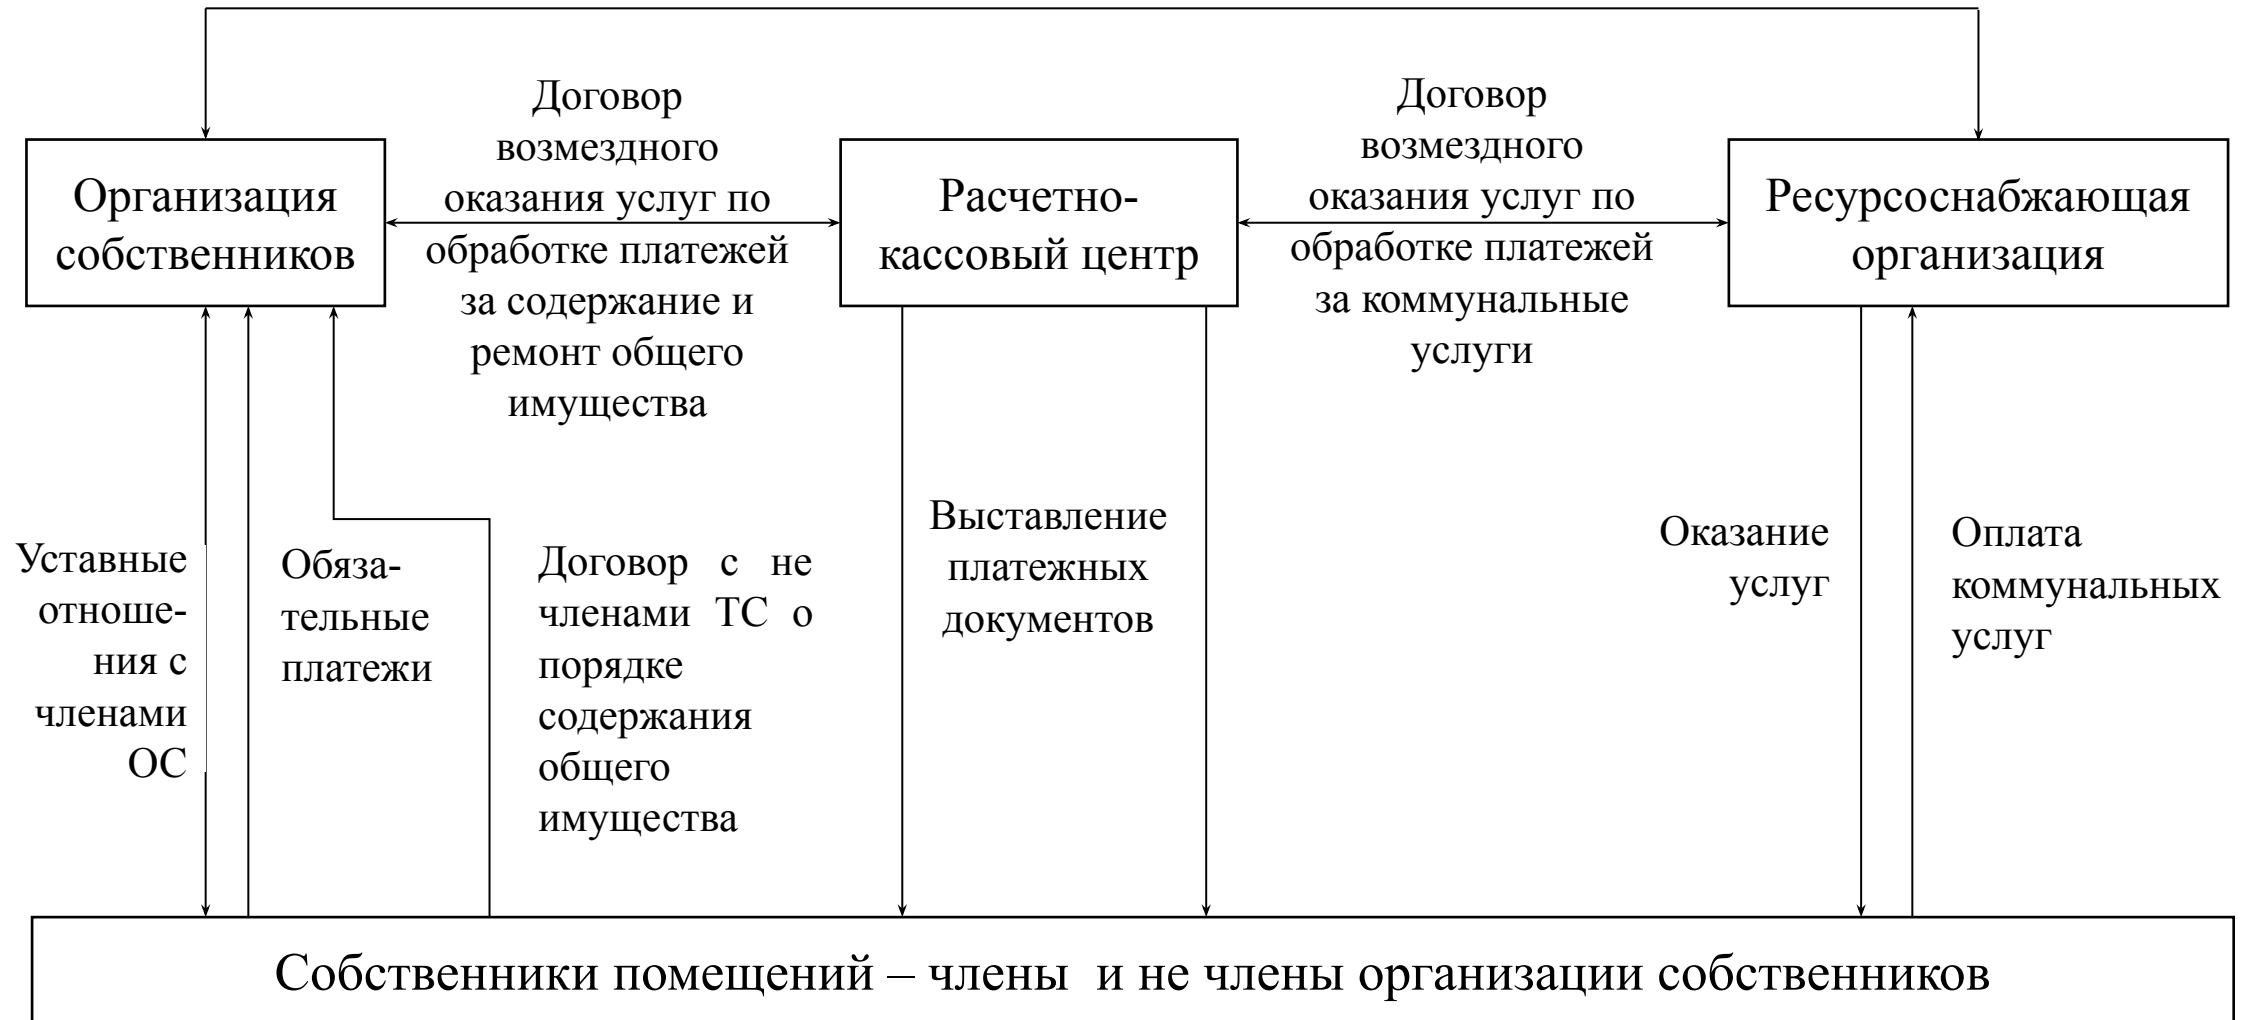 Договор
возмездного
оказания услуг по
обработке платежей
за содержание и
ремонт общего
имущества
Договор
возмездного
оказания услуг по
обработке платежей
за коммунальные
услуги
Организация
собственников
Расчетно-
кассовый центр
Ресурсоснабжающая
организация
Уставные
отноше-
ния с
членами
ОС
Обяза-
тельные
платежи
Договор с не
членами ТС о
порядке
содержания
общего
имущества
Выставление
платежных
документов
Оказание
услуг
Оплата
коммунальных
услуг
Собственники помещений – члены и не члены организации собственников